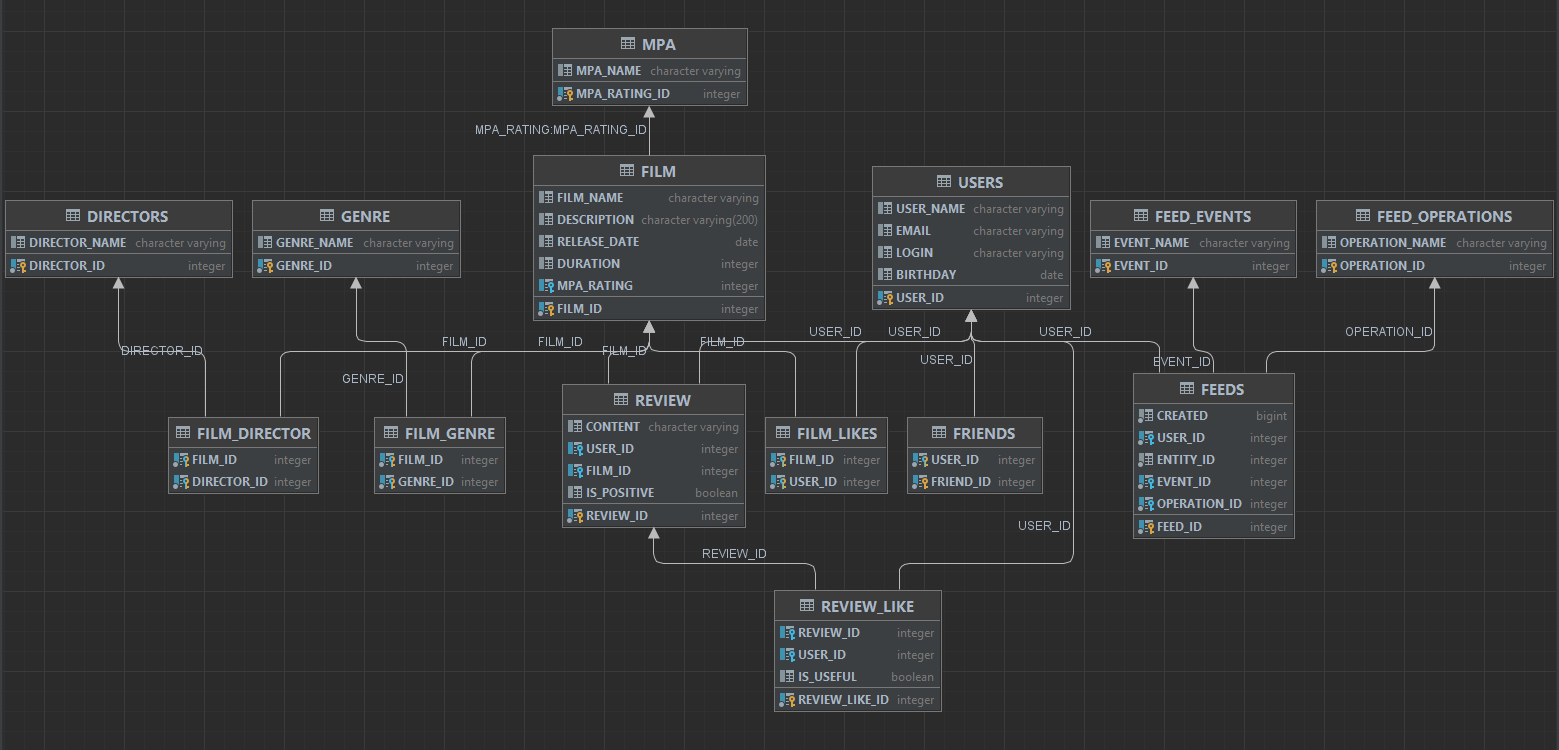 MPA
MPA_NAME character varying
MPA_RATING_ID integer
MPA_RATING:MPA_RATING_ID
FILM
FILM_NAME character varying
DESCRIPTION character varying(200)
RELEASE_DATE date
DURATION integer
MPA_RATING integer
FILM_ID integer
USERS
USER_NAME character varying
EMAIL character varying
LOGIN character varying
BIRTHDAY date
USER_ID integer
DIRECTORS
DIRECTOR_NAME character varying
DIRECTOR_ID integer
GENRE
GENRE_NAME character varying
GENRE_ID integer
FEED_EVENTS
EVENT_NAME character varying
EVENT_ID integer
FEED_OPERATIONS
OPERATION_NAME character varying
OPERATION_ID integer
DIRECTOR_ID
GENRE_ID
FILM_ID
FILM_ID
FILM_ID
FILM_ID
USER_ID
USER_ID
USER_ID
USER_ID
EVENT_ID
OPERATION_ID
FILM_DIRECTOR
FILM_ID integer
DIRECTOR_ID integer
FILM_GENRE
FILM_ID integer
GENRE_ID integer
REVIEW
CONTENT character varying
USER_ID integer
FILM_ID integer
IS_POSITIVE boolean
REVIEW_ID integer
FILM_LIKES
FILM_ID integer
USER_ID integer
FRIENDS
USER_ID integer
FRIEND_ID integer
FEEDS
CREATED bigint
USER_ID integer
ENTITY_ID integer
EVENT_ID integer
OPERATION_ID integer
FEED_ID integer
USER_ID
REVIEW_ID
REVIEW_LIKE
REVIEW_ID integer
USER_ID integer
IS_USEFUL boolean
REVIEW_LIKE_ID integer